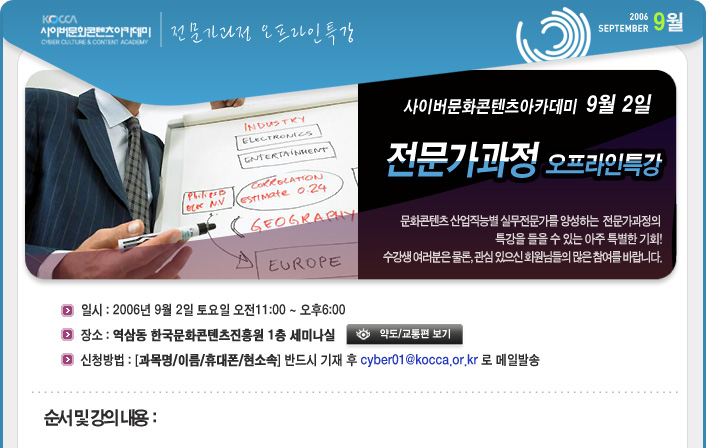 KOCCA
사이버문화콘텐츠아카데미
CYBER CULTURE & CONTENT ACADEMY
전문가과정 오프라인특강
2006
SEPTEMBER 9월
INDUSTRY
ELECTRONICS
ENTERTAINMENT
CORRELATION
ESTIMATE 0.24
GEOGRAPHY
EUROPE
사이버문화콘텐츠아카데미 9월 2일
전문가과정 오프라인특강
문화콘텐츠 산업직능별 실무전문가를 양성하는 전문가과정의
특강을 들을 수 있는 아주 특별한 기회!
수강생 여러분은 물론, 관심 있으신 회원님들의 많은 참여를 바랍니다.
일시 : 2006년 9월 2일 토요일 오전11:00 ~ 오후6:00
장소 : 역삼동 한국문화콘텐츠진흥원 1층 세미나실 약도/교통편 보기
신청방법 : [과목명/이름/휴대폰/현소속] 반드시 기재 후 cyber01@kocca.or.kr 로 메일발송
순서 및 강의 내용 :